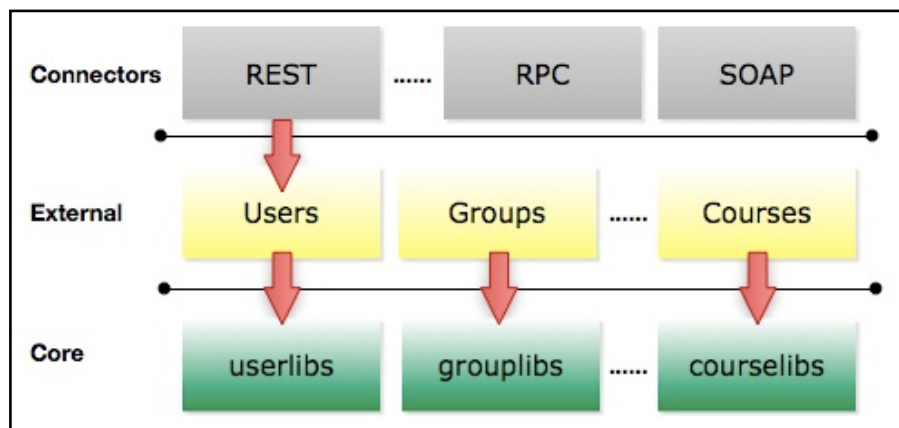 Connectors REST ...... RPC SOAP
External Users Groups ...... Courses
Core userlibs grouplibs ...... courselibs